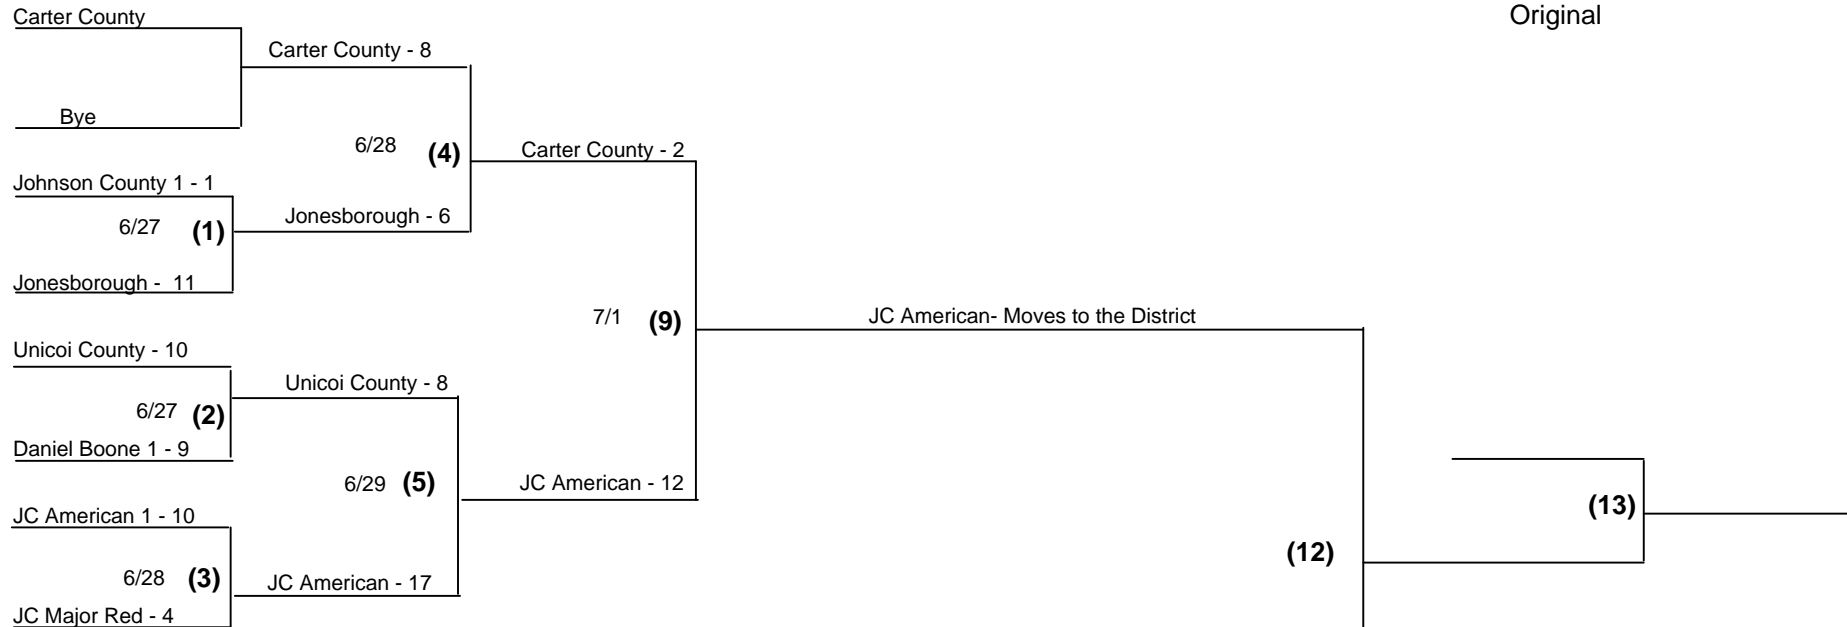 Carter County
Original
Carter County - 8
Bye
6/28 (4)
Carter County - 2
Johnson County 1 - 1
Jonesborough - 6
6/27 (1)
Jonesborough - 11
7/1 (9)
JC American- Moves to the District
Unicoi County - 10
Unicoi County - 8
6/27 (2)
Daniel Boone 1 - 9
6/29 (5)
JC American - 12
JC American 1 - 10
(13)
(12)
6/28 (3)
JC American - 17
JC Major Red - 4